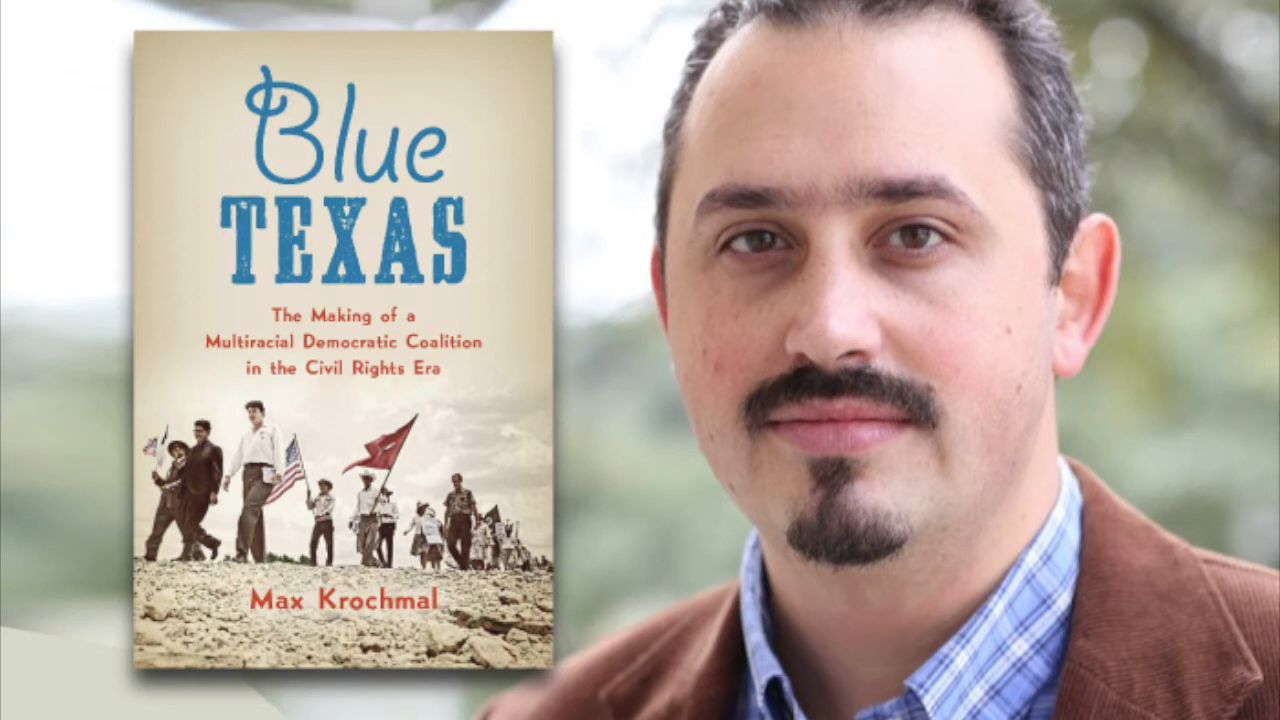 Blue
TEXAS
The Making of a
Multiracial Democratic Coalition
in the Civil Rights Era
Max Krochmal